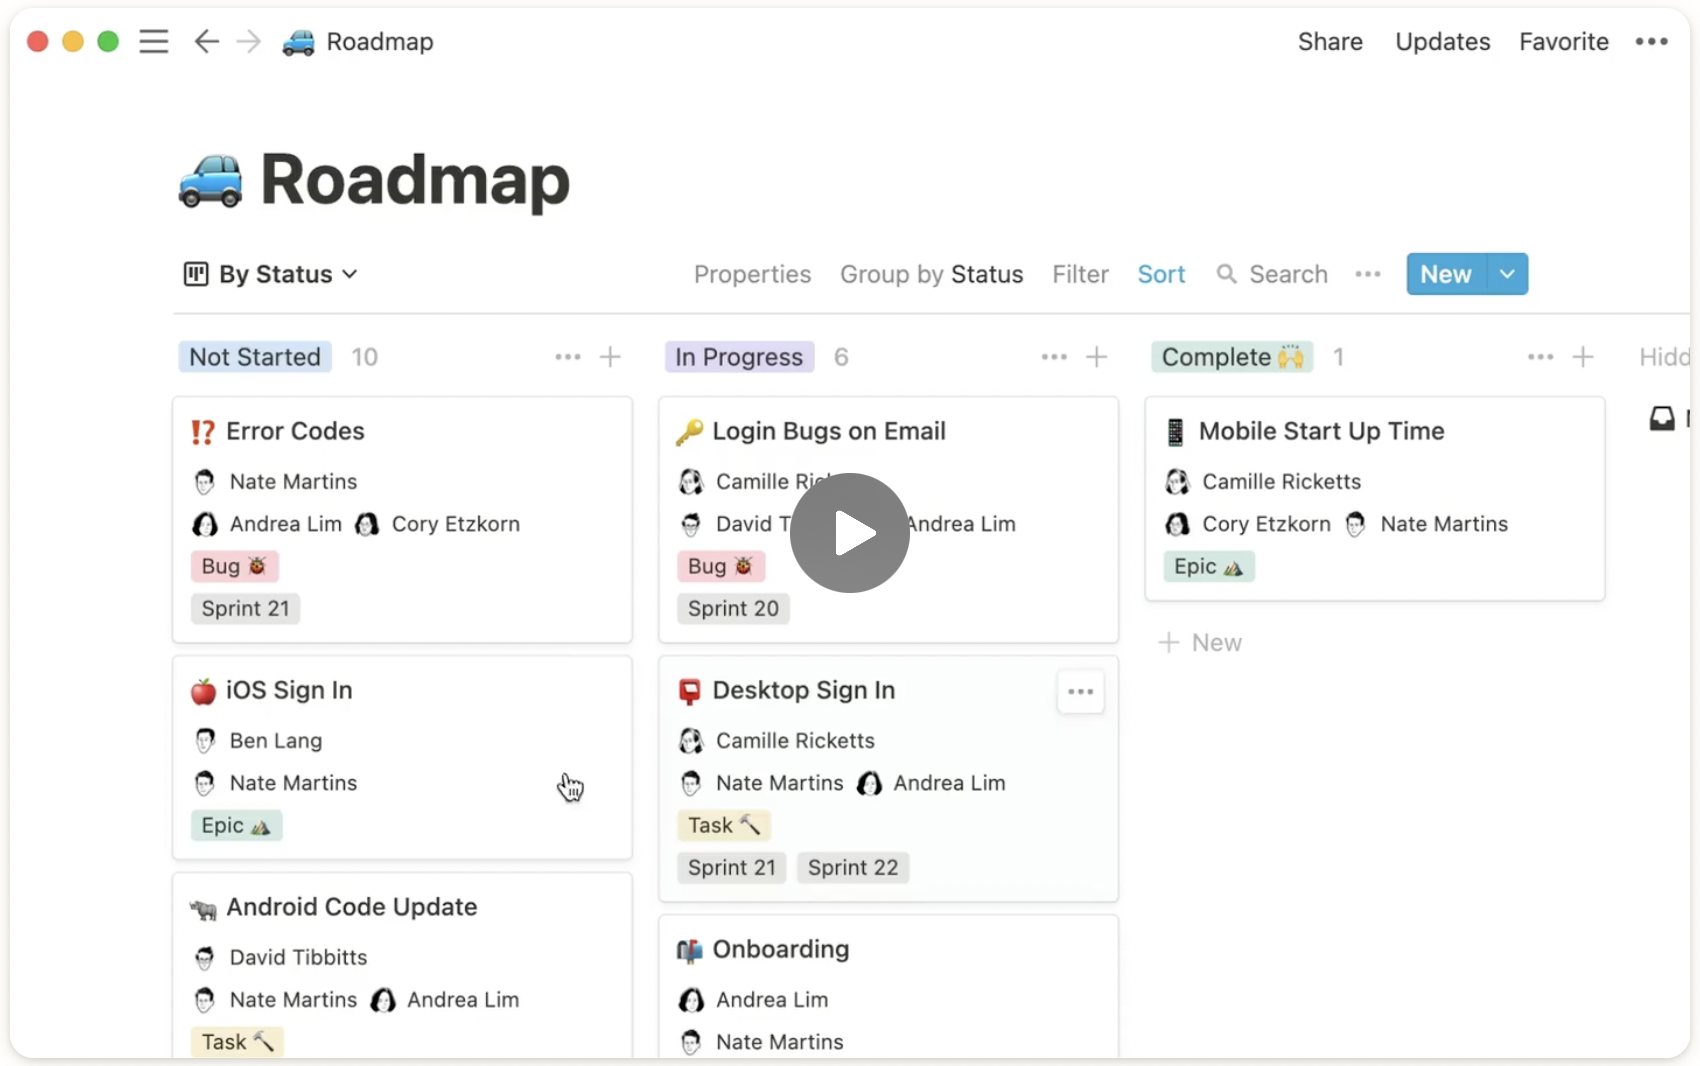 Roadmap
Share Updates Favorite
Roadmap
By Status
Properties Group by Status Filter Sort Search New
Not Started 10
Error Codes
Nate Martins
Andrea Lim Cory Etzkorn
Bug
Sprint 21
iOS Sign In
Ben Lang
Nate Martins
Epic
Android Code Update
David Tibbitts
Nate Martins Andrea Lim
Task
In Progress 6
Login Bugs on Email
Camille
David Andrea Lim
Bug
Sprint 20
Desktop Sign In
Camille Ricketts
Nate Martins Andrea Lim
Task
Sprint 21 Sprint 22
Onboarding
Andrea Lim
Nate Martins
Complete 1
Mobile Start Up Time
Camille Ricketts
Cory Etzkorn Nate Martins
Epic
New